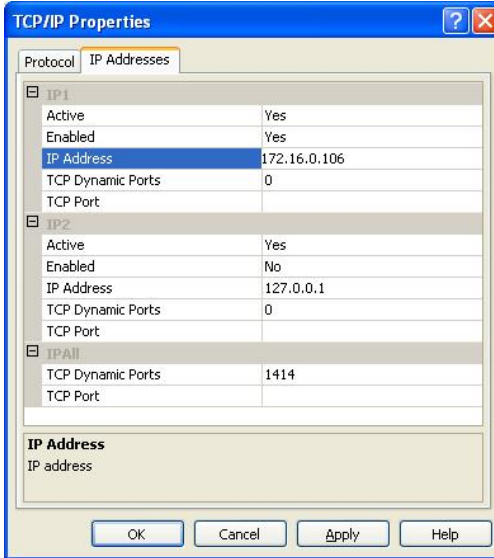 TCP/IP Properties
Protocol IP Addresses
IP1
Active Yes
Enabled Yes
IP Address 172.16.0.106
TCP Dynamic Ports 0
TCP Port
IP2
Active Yes
Enabled No
IP Address 127.0.0.1
TCP Dynamic Ports 0
TCP Port
IPAll
TCP Dynamic Ports 1414
TCP Port
IP Address
IP address
OK Cancel Apply Help